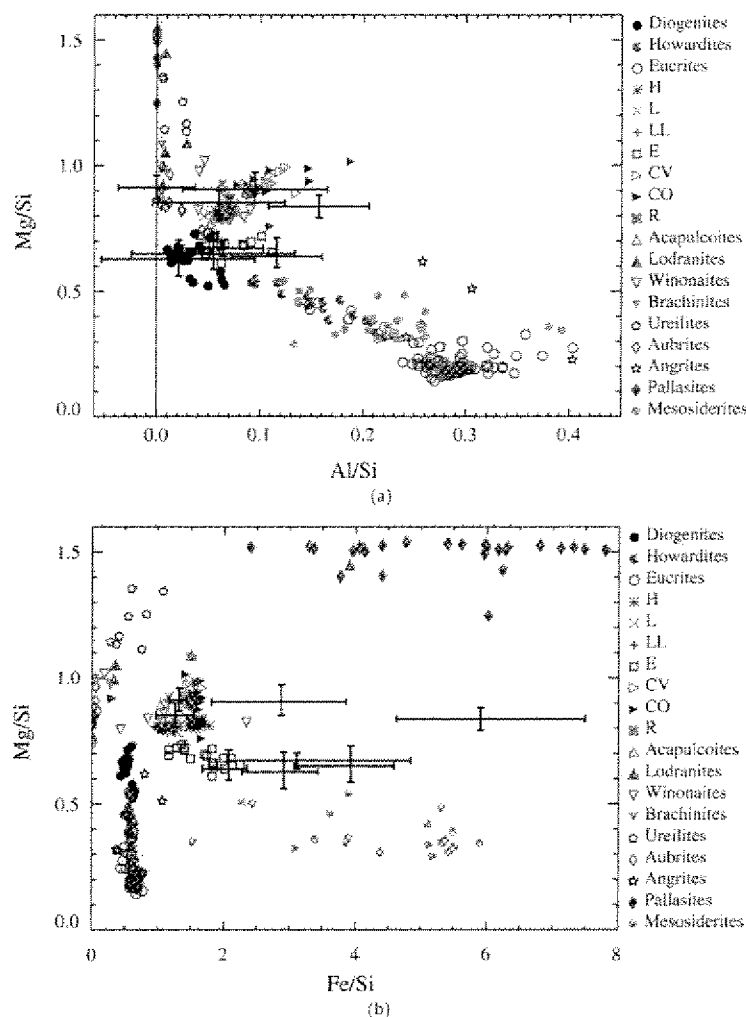 1.5
1.0
0.5
0.0
Mg/Si
0.0
0.1
0.2
0.3
0.4
Al/Si
(a)
Diogenites
Howardites
Eucrites
H
L
LL
E
CV
CO
R
Acapulcoites
Lodranites
Winonaites
Brachinites
Ureilites
Aubrites
Angrites
Pallasites
Mesosiderites
1.5
1.0
0.5
0.0
Mg/Si
0
2
4
6
8
Fe/Si
(b)
Diogenites
Howardites
Eucrites
H
L
LL
E
CV
CO
R
Acapulcoites
Lodranites
Winonaites
Brachinites
Ureilites
Aubrites
Angrites
Pallasites
Mesosiderites